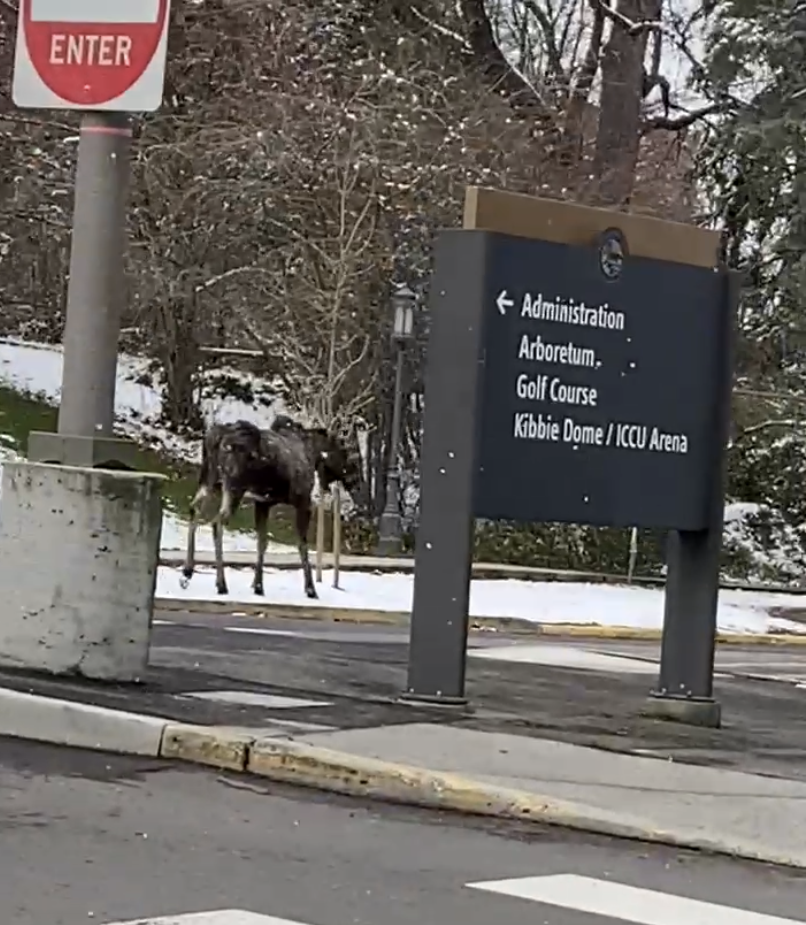 ENTER
← Administration
Arboretum
Golf Course
Kibbie Dome / ICCU Arena